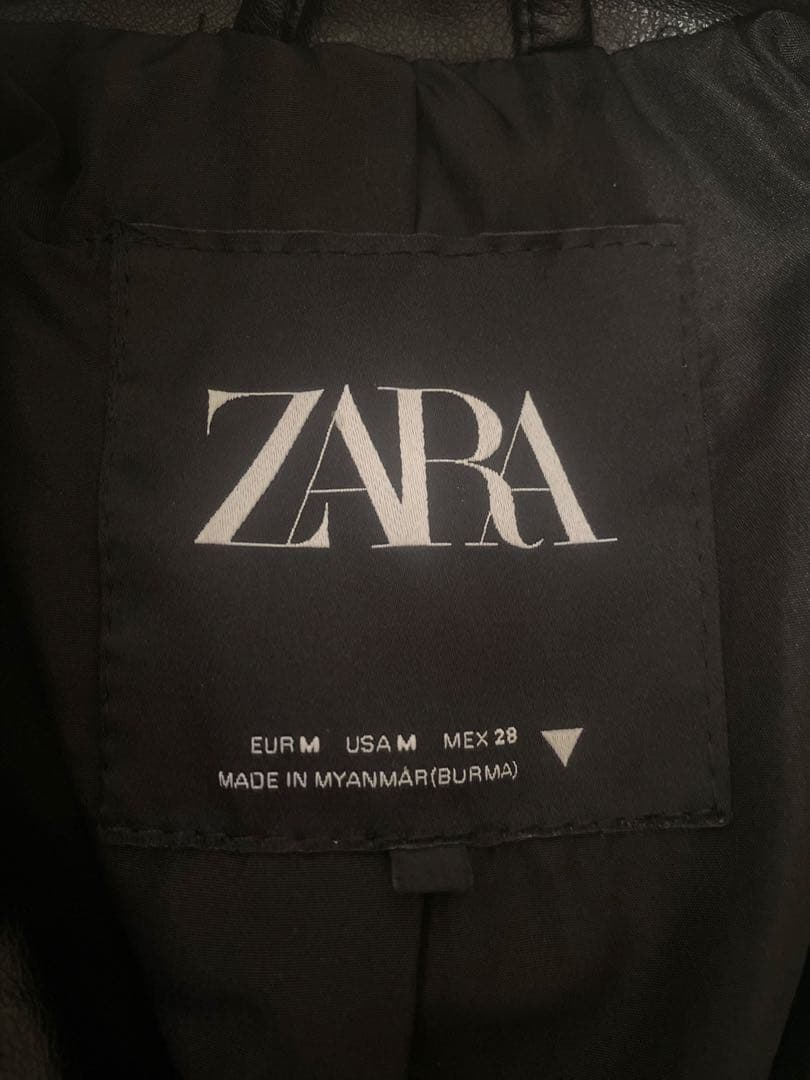 ZARA
EUR M USA M MEX 28
MADE IN MYANMAR(BURMA)